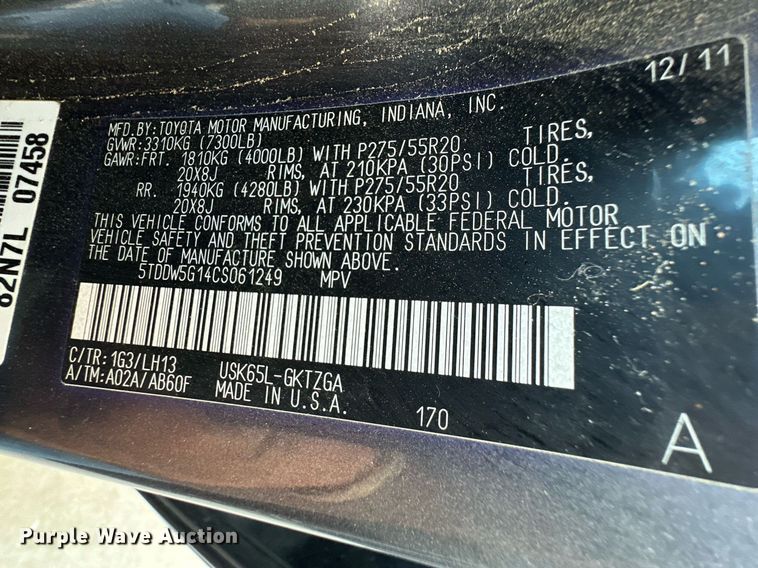 12/11
MFD.BY:TOYOTA MOTOR MANUFACTURING, INDIANA, INC.
GVWR:3310KG (7300LB)
GAWR:FRT. 1810KG (4000LB) WITH P275/55R20 TIRES,
20X8J RIMS, AT 210KPA (30PSI) COLD.
RR. 1940KG (4280LB) WITH P275/55R20 TIRES,
20X8J RIMS, AT 230KPA (33PSI) COLD.
THIS VEHICLE CONFORMS TO ALL APPLICABLE FEDERAL MOTOR
VEHICLE SAFETY AND THEFT PREVENTION STANDARDS IN EFFECT ON
THE DATE OF MANUFACTURE SHOWN ABOVE.
5TDDW5G14CS061249 MPV
C/TR:1G3/LH13 USK65L-GKTZGA
A/TM:A02A/AB60F MADE IN U.S.A.
170
A
62N7L 07458
Purple Wave Auction